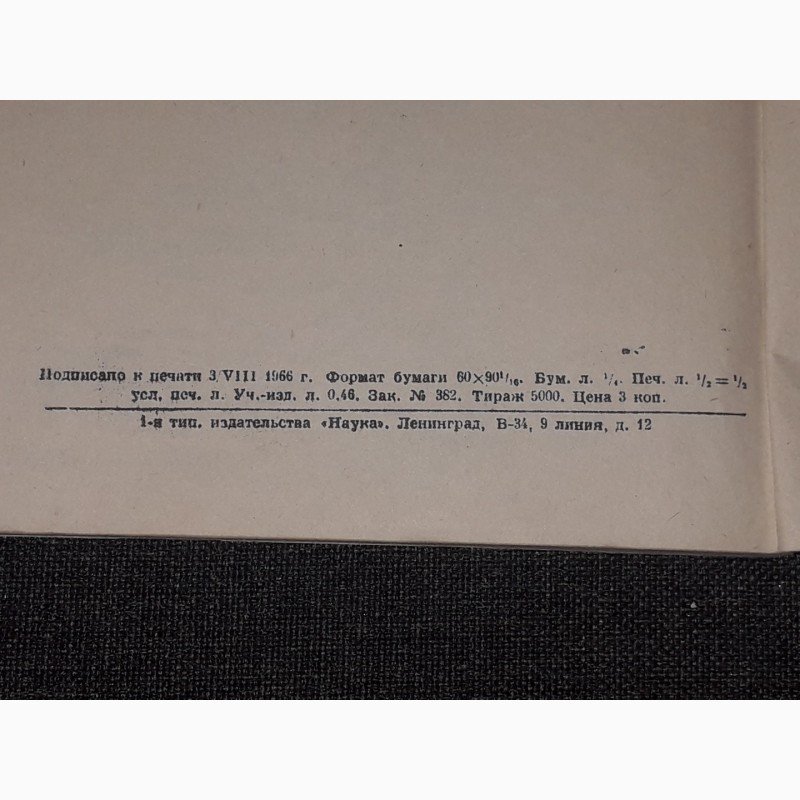 Подписано к печати 3/VIII 1966 г. Формат бумаги 60×90¹/₁₆. Бум. л. ¹/₄. Печ. л. ¹/₂=¹/₂
усл. печ. л. Уч.-изд. л. 0.46. Зак. № 382. Тираж 5000. Цена 3 коп.
1-я тип. издательства «Наука». Ленинград, В-34, 9 линия, д. 12